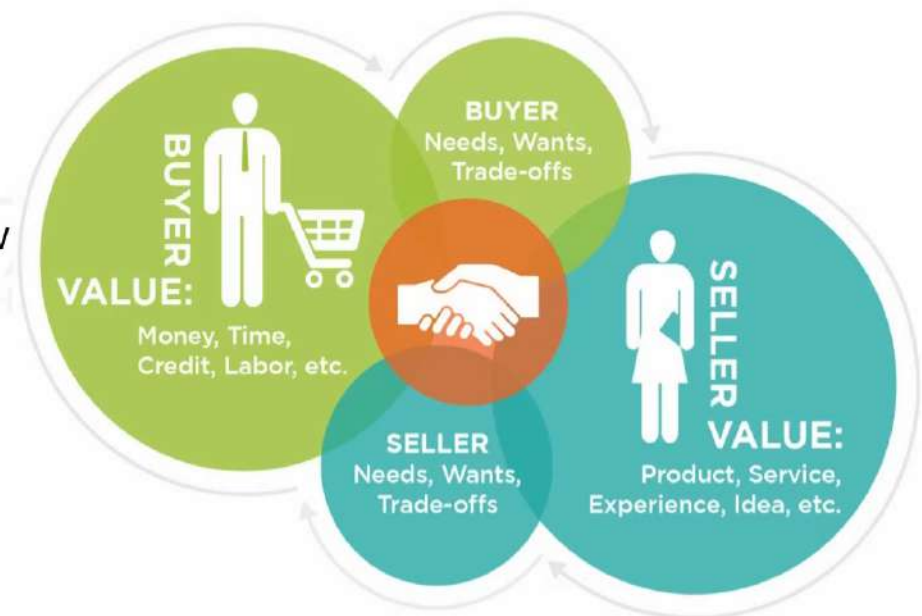 BUYER
VALUE:
Money, Time,
Credit, Labor, etc.
BUYER
Needs, Wants,
Trade-offs
SELLER
Needs, Wants,
Trade-offs
SELLER
VALUE:
Product, Service,
Experience, Idea, etc.